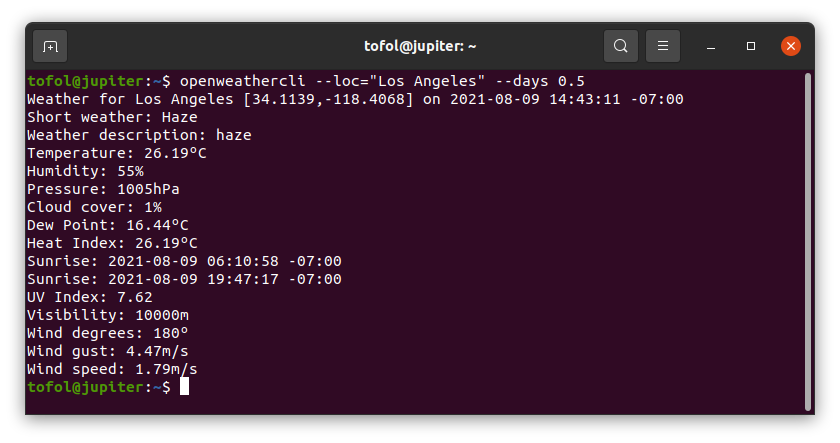 tofol@jupiter: ~
tofol@jupiter:~$ openweathercli --loc="Los Angeles" --days 0.5
Weather for Los Angeles [34.1139,-118.4068] on 2021-08-09 14:43:11 -07:00
Short weather: Haze
Weather description: haze
Temperature: 26.19ºC
Humidity: 55%
Pressure: 1005hPa
Cloud cover: 1%
Dew Point: 16.44ºC
Heat Index: 26.19ºC
Sunrise: 2021-08-09 06:10:58 -07:00
Sunrise: 2021-08-09 19:47:17 -07:00
UV Index: 7.62
Visibility: 10000m
Wind degrees: 180º
Wind gust: 4.47m/s
Wind speed: 1.79m/s
tofol@jupiter:~$